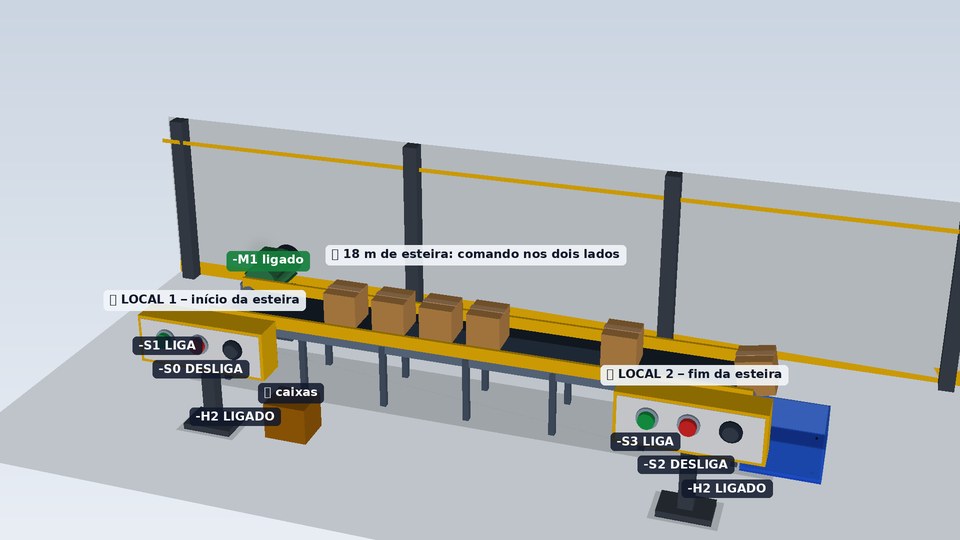 -M1 ligado
18 m de esteira: comando nos dois lados
LOCAL 1 – início da esteira
-S1 LIGA
-S0 DESLIGA
caixas
-H2 LIGADO
LOCAL 2 – fim da esteira
-S3 LIGA
-S2 DESLIGA
-H2 LIGADO